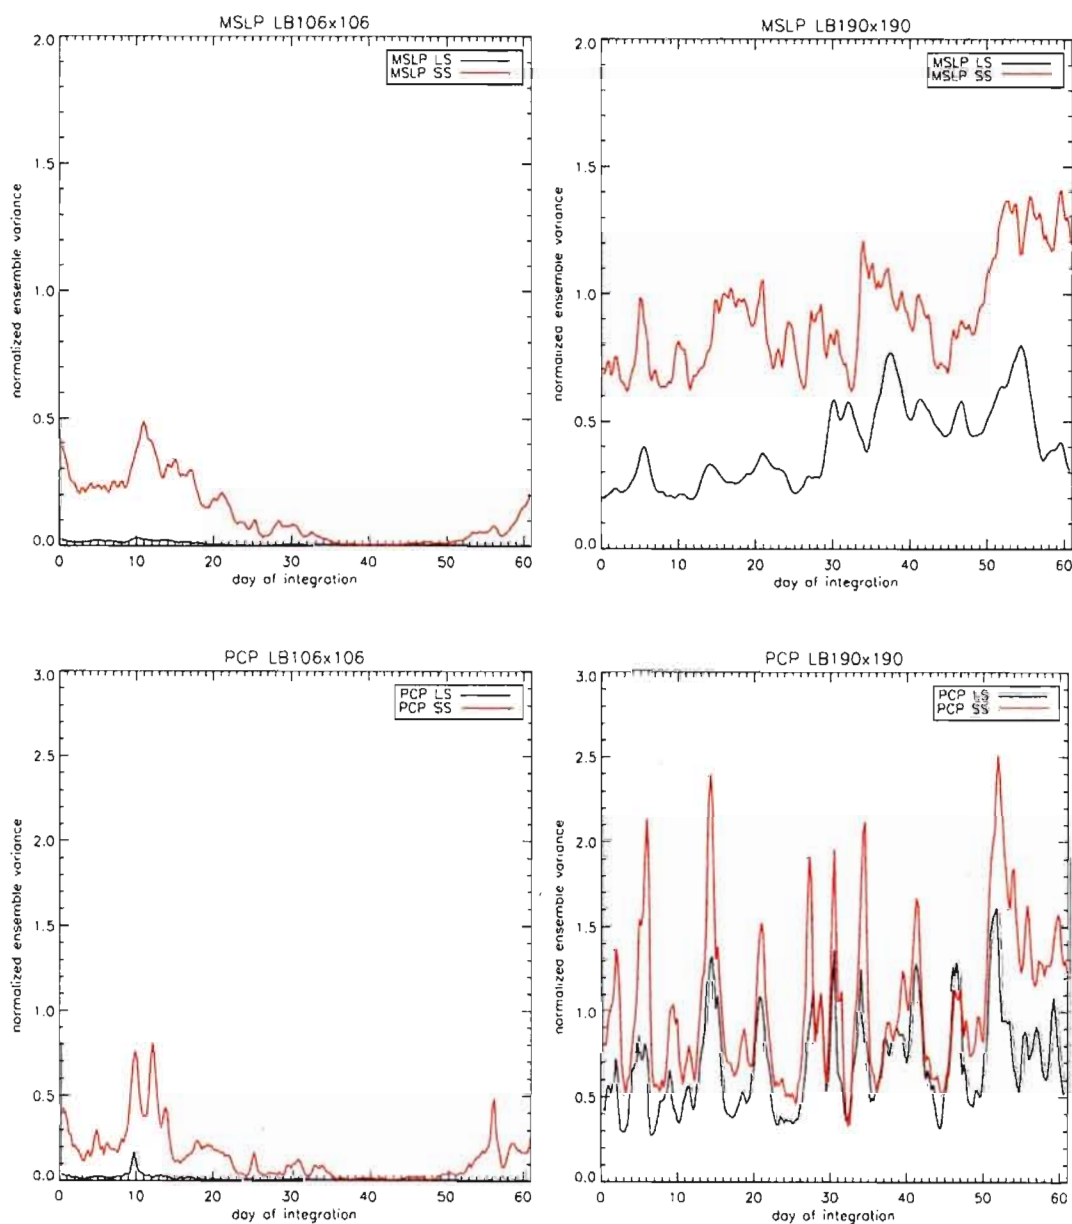 MSLP LB106x106
2.0
MSLP LS
MSLP SS
1.5
normalized ensemble variance
1.0
0.5
0.0
0 10 20 30 40 50 60
day of integration
MSLP LB190x190
2.0
MSLP LS
MSLP SS
1.5
normalized ensemble variance
1.0
0.5
0.0
0 10 20 30 40 50 60
day of integration
PCP LB106x106
3.0
PCP LS
PCP SS
2.5
2.0
normalized ensemble variance
1.5
1.0
0.5
0.0
0 10 20 30 40 50 60
day of integration
PCP LB190x190
3.0
PCP LS
PCP SS
2.5
2.0
normalized ensemble variance
1.5
1.0
0.5
0.0
0 10 20 30 40 50 60
day of integration